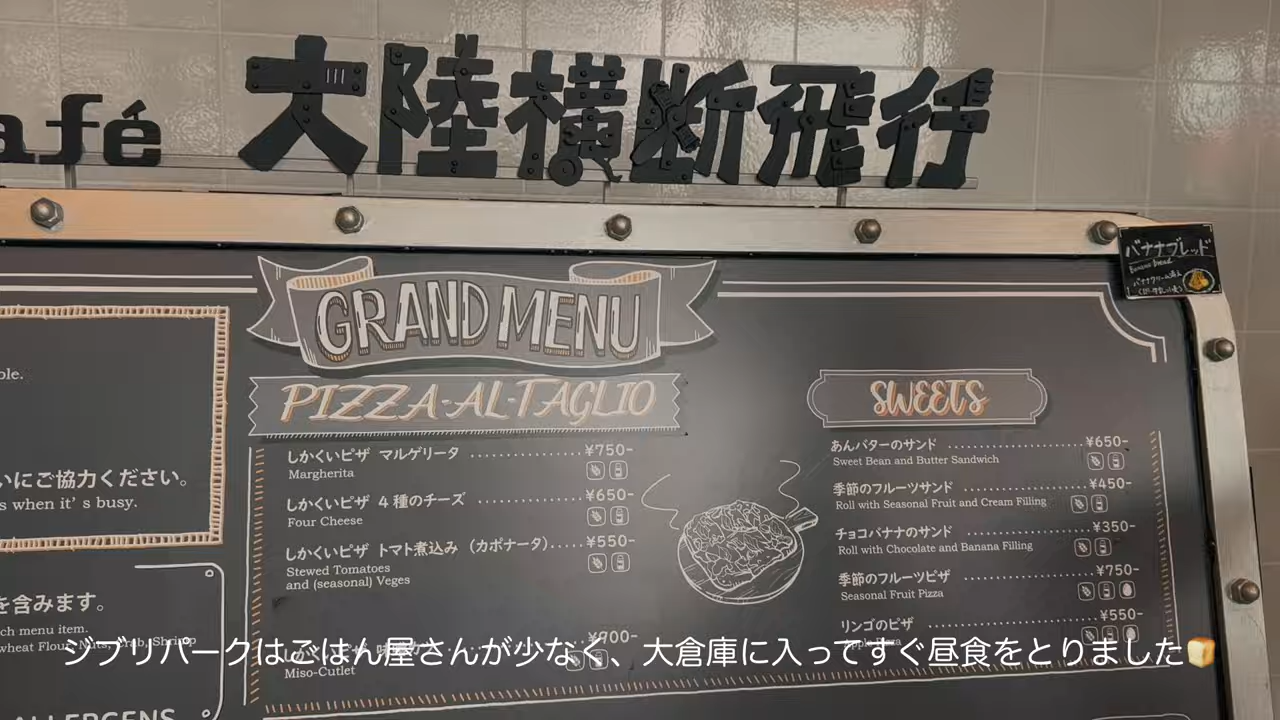 afé 大陸横断飛行
バナナブレッド
Banana bread
GRAND MENU
ble.
いにご協力ください。
s when it's busy.
を含みます。
ch menu item.
wheat Flour, Nuts, Crab, Shrimp
ALLERGENS
PIZZA-AL-TAGLIO
しかくいピザ マルゲリータ ¥750-
Margherita
しかくいピザ 4種のチーズ ¥650-
Four Cheese
しかくいピザ トマト煮込み（カポナータ） ¥550-
Stewed Tomatoes
and (seasonal) Veges
¥900-
Miso-Cutlet
SWEETS
あんバターのサンド ¥650-
Sweet Bean and Butter Sandwich
季節のフルーツサンド ¥450-
Roll with Seasonal Fruit and Cream Filling
チョコバナナのサンド ¥350-
Roll with Chocolate and Banana Filling
季節のフルーツピザ ¥750-
Seasonal Fruit Pizza
リンゴのピザ ¥550-
Apple Pizza
ジブリパークはごはん屋さんが少なく、大倉庫に入ってすぐ昼食をとりました🍞